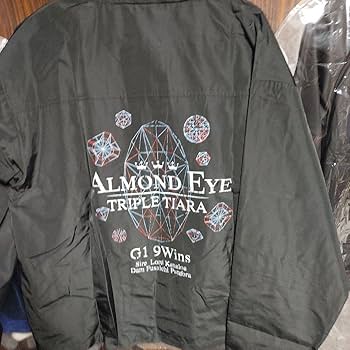 ALMOND EYE
TRIPLE TIARA
G1 9Wins
Sire Lord Kanaloa
Dam Fusaichi Pandora